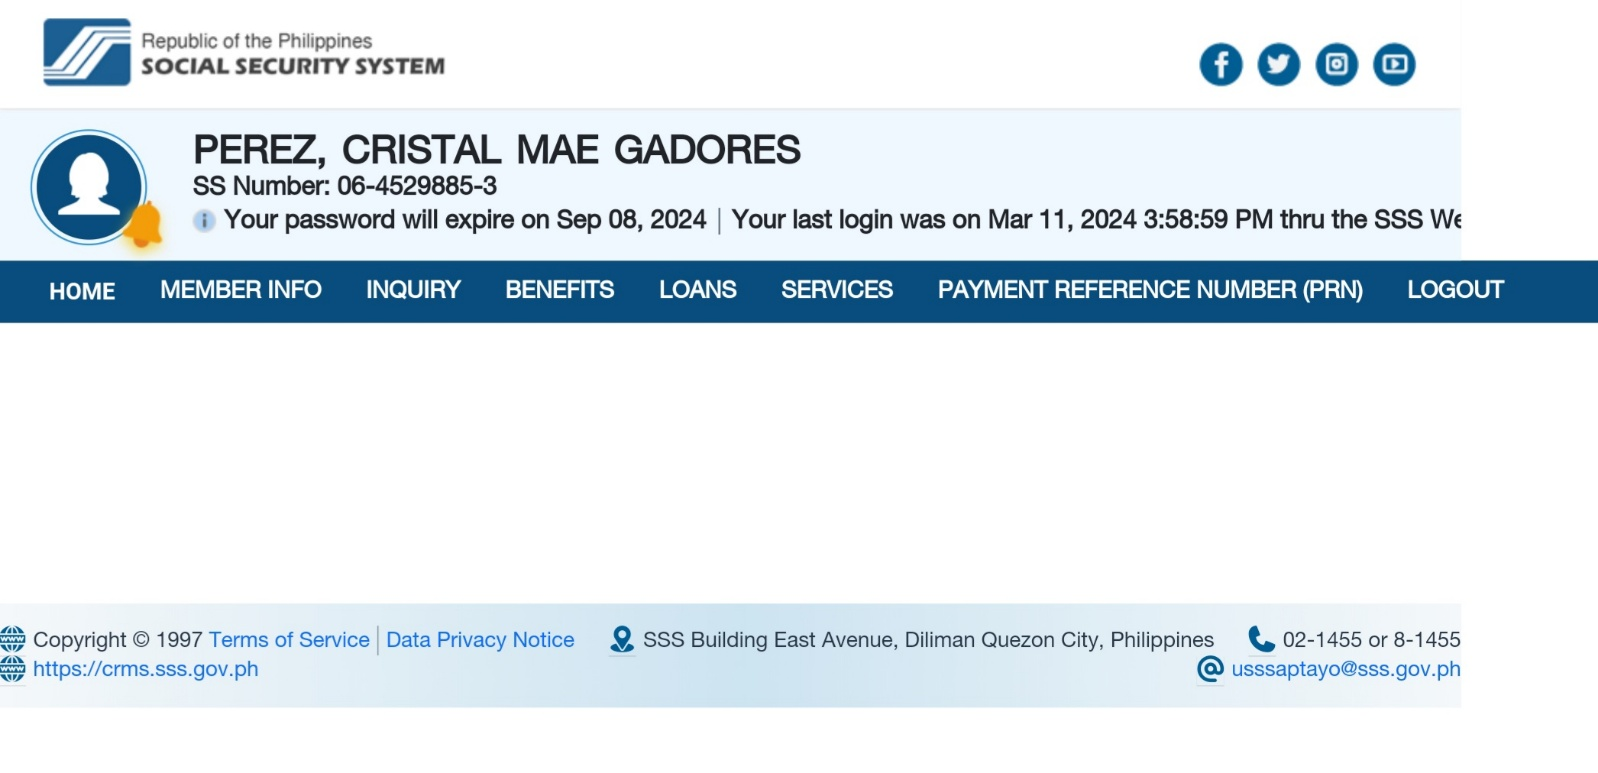 Republic of the Philippines
SOCIAL SECURITY SYSTEM
PEREZ, CRISTAL MAE GADORES
SS Number: 06-4529885-3
Your password will expire on Sep 08, 2024 | Your last login was on Mar 11, 2024 3:58:59 PM thru the SSS We
HOME MEMBER INFO INQUIRY BENEFITS LOANS SERVICES PAYMENT REFERENCE NUMBER (PRN) LOGOUT
Copyright © 1997 Terms of Service | Data Privacy Notice SSS Building East Avenue, Diliman Quezon City, Philippines 02-1455 or 8-1455
https://crms.sss.gov.ph usssaptayo@sss.gov.ph